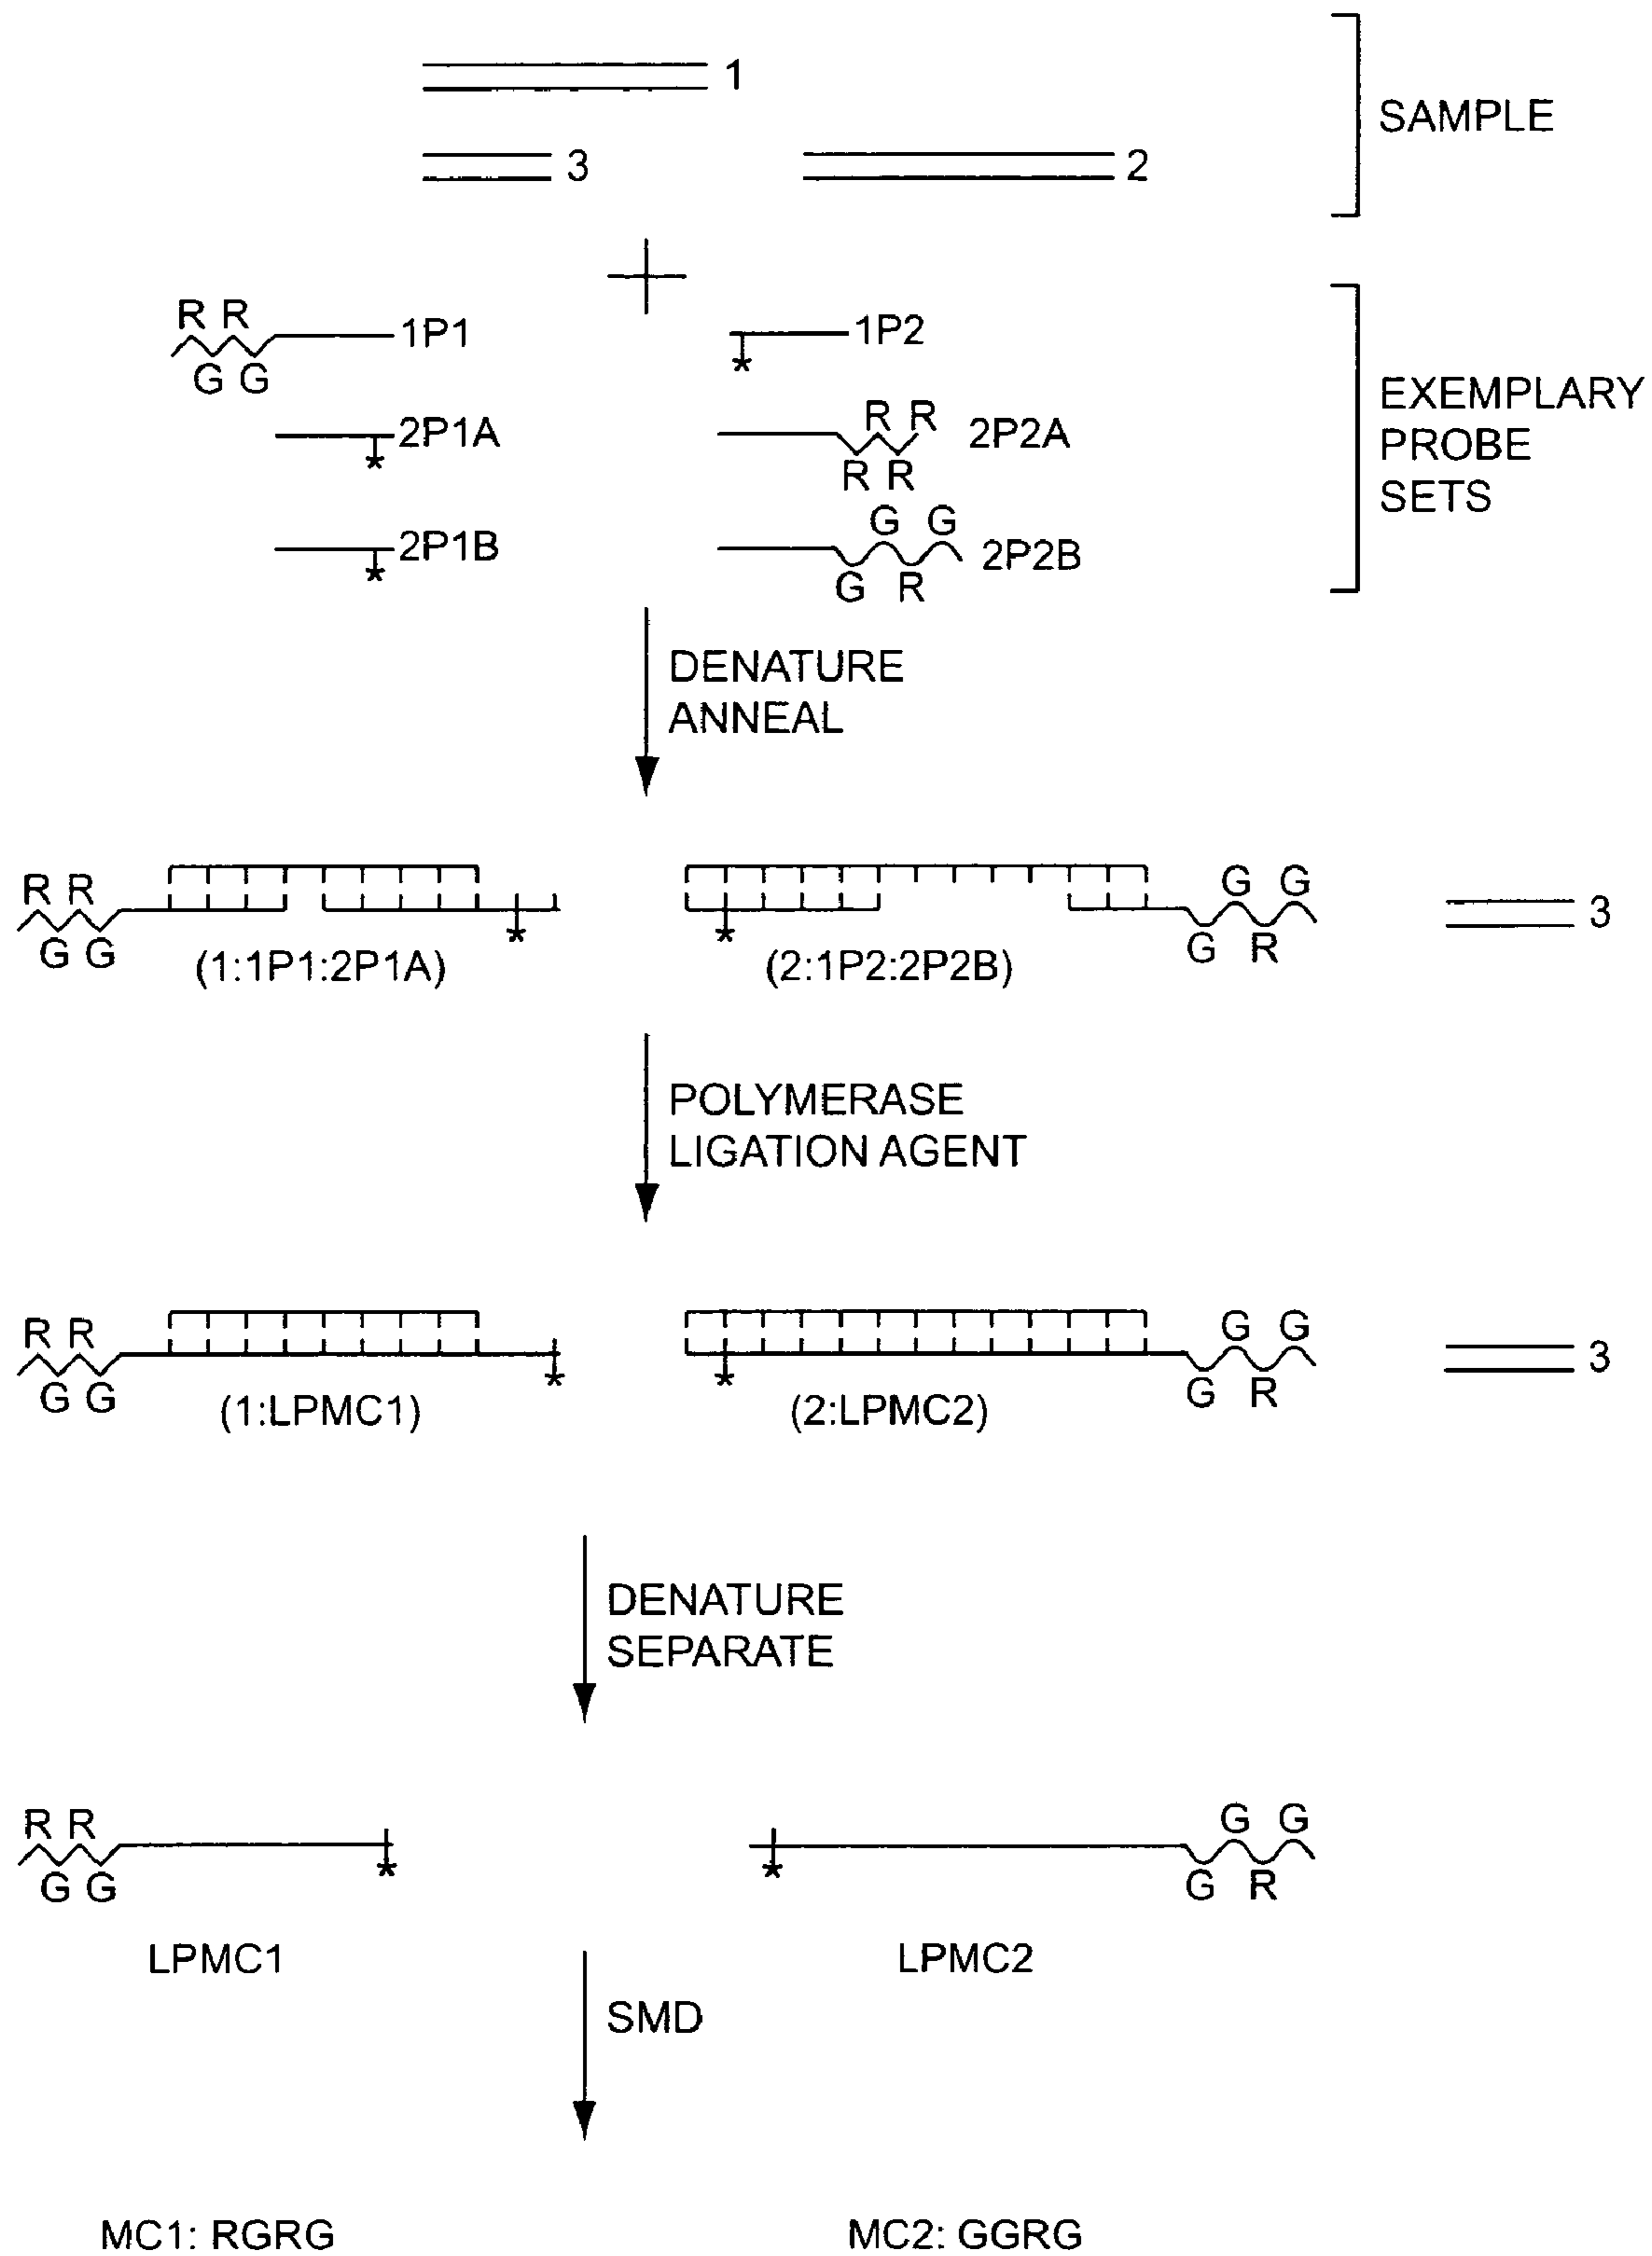 1
SAMPLE
3
2
R R
1P1
1P2
*
G G
EXEMPLARY
PROBE
SETS
2P1A
*
R R
2P2A
R R
2P1B
*
G G
2P2B
G R
DENATURE
ANNEAL
R R
G G
*
(1:1P1:2P1A)
*
(2:1P2:2P2B)
G G
G R
3
POLYMERASE
LIGATION AGENT
R R
G G
*
(1:LPMC1)
*
(2:LPMC2)
G G
G R
3
DENATURE
SEPARATE
R R
G G
*
*
G G
G R
LPMC1
LPMC2
SMD
MC1: RGRG
MC2: GGRG